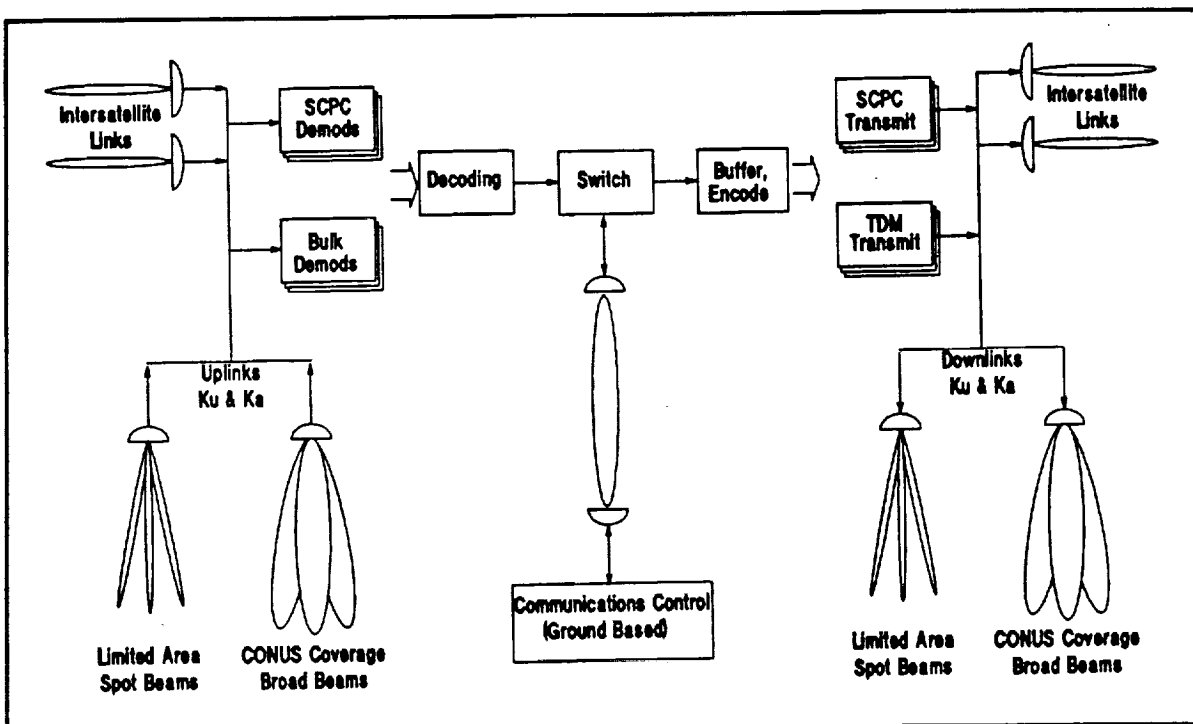 Intersatellite
Links
SCPC
Demods
Bulk
Demods
Decoding
Switch
Buffer,
Encode
SCPC
Transmit
TDM
Transmit
Intersatellite
Links
Uplinks
Ku & Ka
Downlinks
Ku & Ka
Limited Area
Spot Beams
CONUS Coverage
Broad Beams
Communications Control
(Ground Based)
Limited Area
Spot Beams
CONUS Coverage
Broad Beams